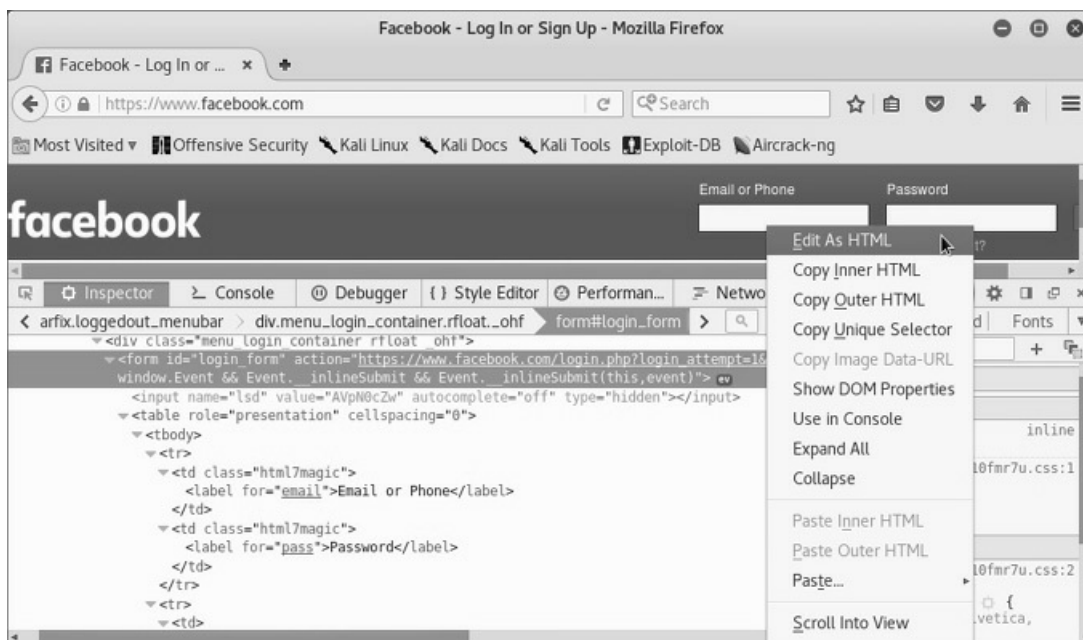 Facebook - Log In or Sign Up - Mozilla Firefox
Facebook - Log In or ...
https://www.facebook.com
Search
Most Visited
Offensive Security
Kali Linux
Kali Docs
Kali Tools
Exploit-DB
Aircrack-ng
facebook
Email or Phone
Password
t?
Inspector
Console
Debugger
{ } Style Editor
Performan...
Netwo
arfix.loggedout_menubar
div.menu_login_container.rfloat._ohf
form#login_form
d
Fonts
<div class="menu_login_container rfloat _ohf">
<form id="login_form" action="https://www.facebook.com/login.php?login_attempt=1&
window.Event && Event.__inlineSubmit && Event.__inlineSubmit(this,event)"> ev
<input name="lsd" value="AVpN0cZw" autocomplete="off" type="hidden"></input>
<table role="presentation" cellspacing="0">
<tbody>
<tr>
<td class="html7magic">
<label for="email">Email or Phone</label>
</td>
<td class="html7magic">
<label for="pass">Password</label>
</td>
</tr>
<tr>
<td>
Edit As HTML
Copy Inner HTML
Copy Outer HTML
Copy Unique Selector
Copy Image Data-URL
Show DOM Properties
Use in Console
Expand All
Collapse
Paste Inner HTML
Paste Outer HTML
Paste...
Scroll Into View
inline
10fmr7u.css:1
10fmr7u.css:2
{
vetica,